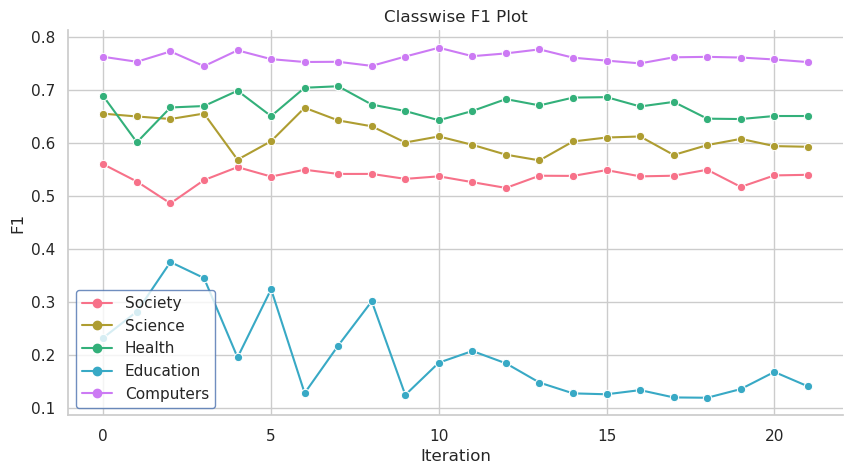 Classwise F1 Plot
0.8
0.7
0.6
0.5
0.4
0.3
0.2
0.1
F1
Society
Science
Health
Education
Computers
0 5 10 15 20
Iteration